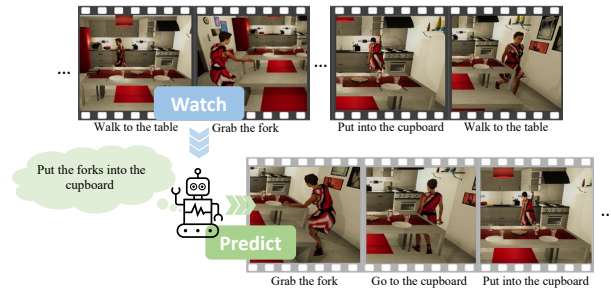 ...
...
Watch
Walk to the table
Grab the fork
Put into the cupboard
Walk to the table
Put the forks into the
cupboard
..
Predict
Grab the fork
Go to the cupboard
Put into the cupboard